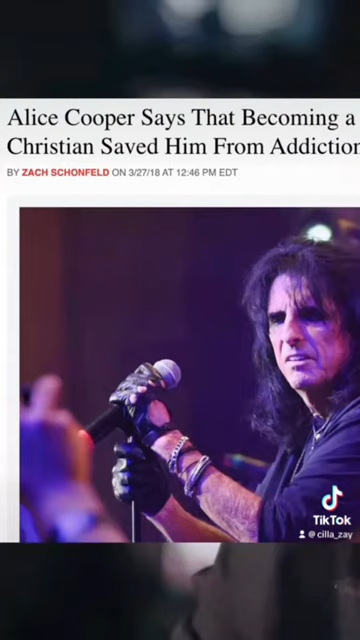 Alice Cooper Says That Becoming a
Christian Saved Him From Addiction
BY ZACH SCHONFELD ON 3/27/18 AT 12:46 PM EDT
TikTok
@cilla_zay